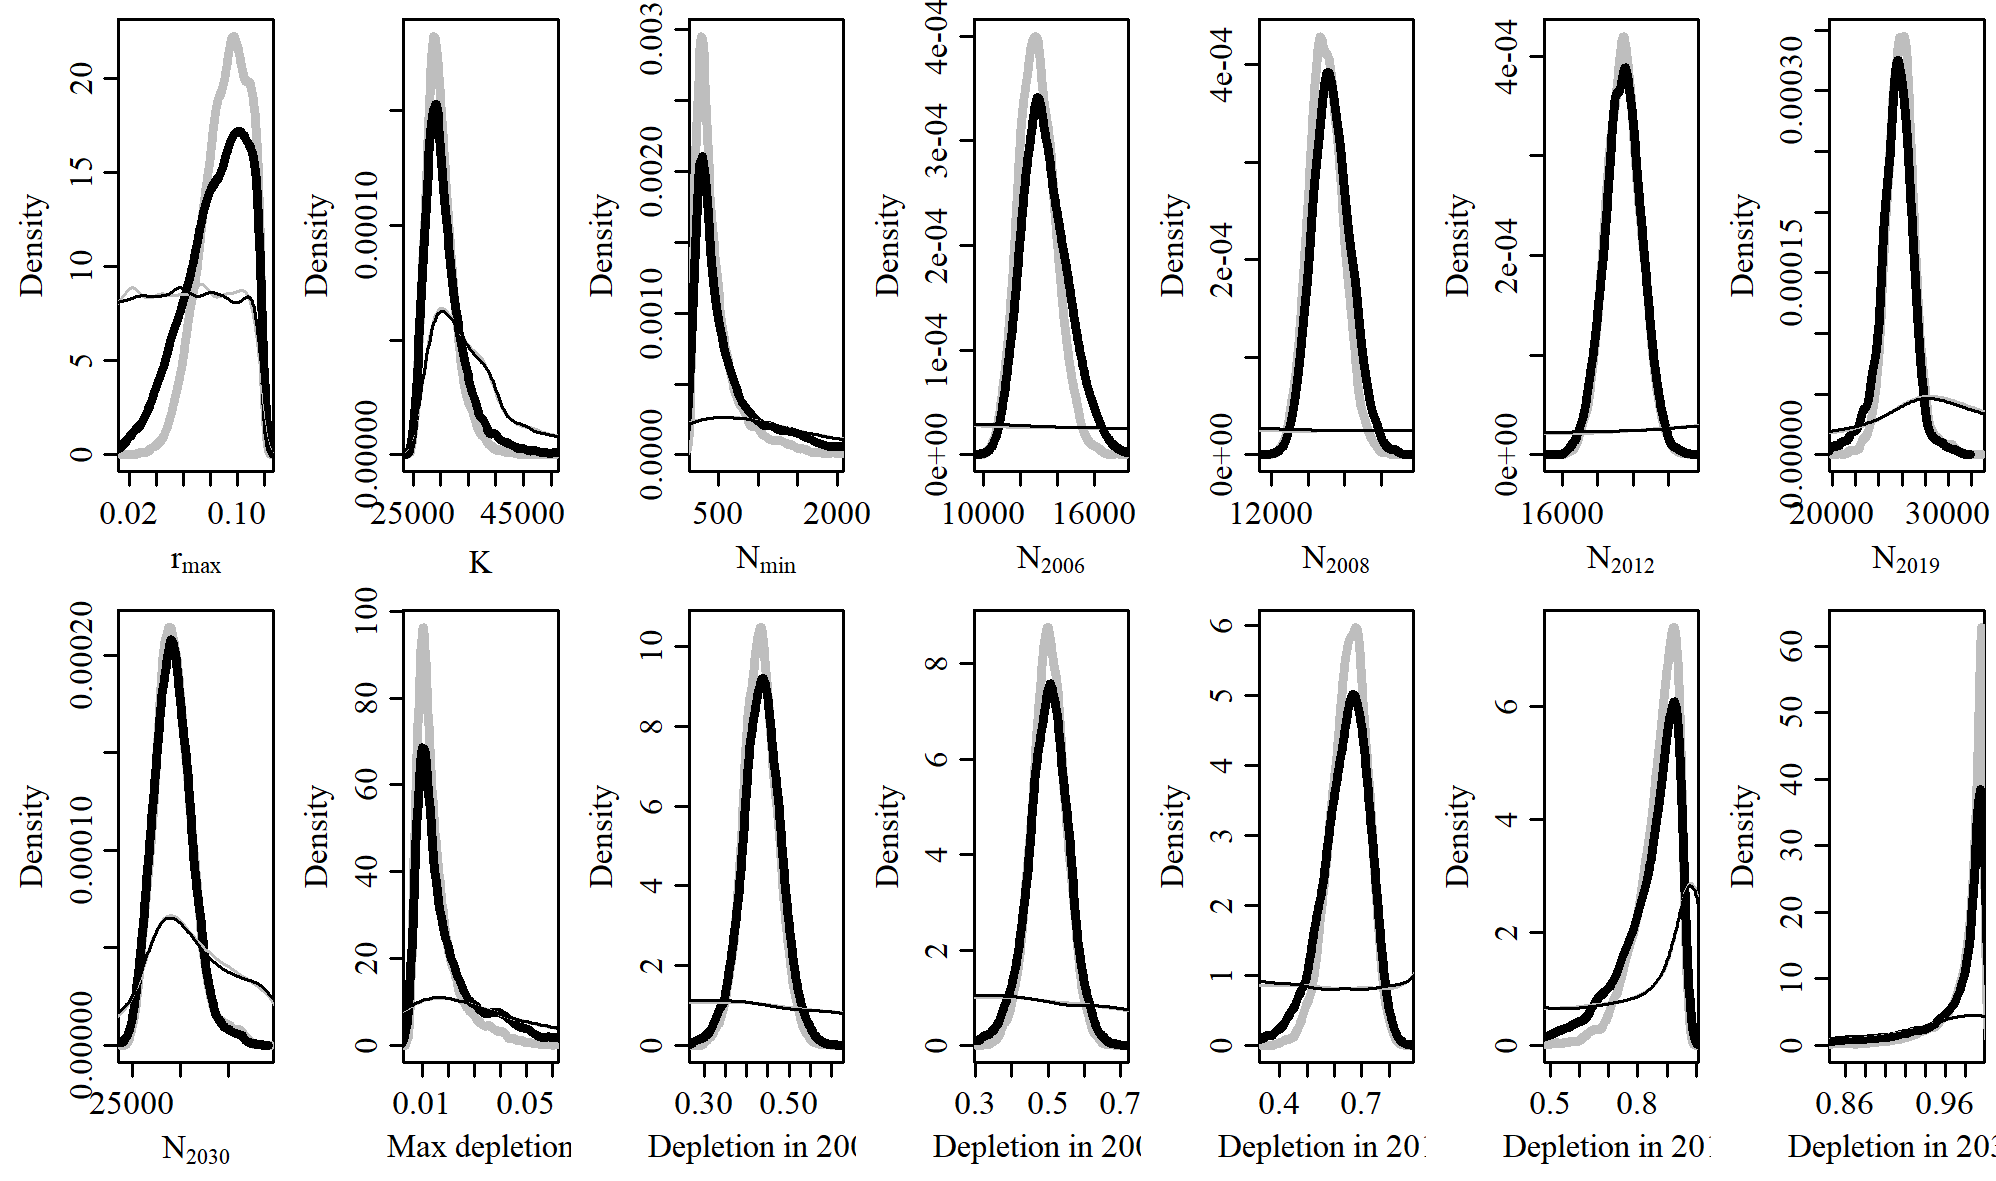 Density
0 5 10 15 20
0.02 0.10
r_max
Density
0.00000 0.00010
25000 45000
K
Density
0.0000 0.0010 0.0020 0.003
500 2000
N_min
Density
0e+00 1e-04 2e-04 3e-04 4e-04
10000 16000
N_2006
Density
0e+00 2e-04 4e-04
12000
N_2008
Density
0e+00 2e-04 4e-04
16000
N_2012
Density
0.00000 0.00015 0.00030
20000 30000
N_2019
Density
0.00000 0.00010 0.00020
25000
N_2030
Density
0 20 40 60 80 100
0.01 0.05
Max depletion
Density
0 2 4 6 8 10
0.30 0.50
Depletion in 200
Density
0 2 4 6 8
0.3 0.5 0.7
Depletion in 200
Density
0 1 2 3 4 5 6
0.4 0.7
Depletion in 201
Density
0 2 4 6
0.5 0.8
Depletion in 201
Density
0 10 20 30 40 50 60
0.86 0.96
Depletion in 203